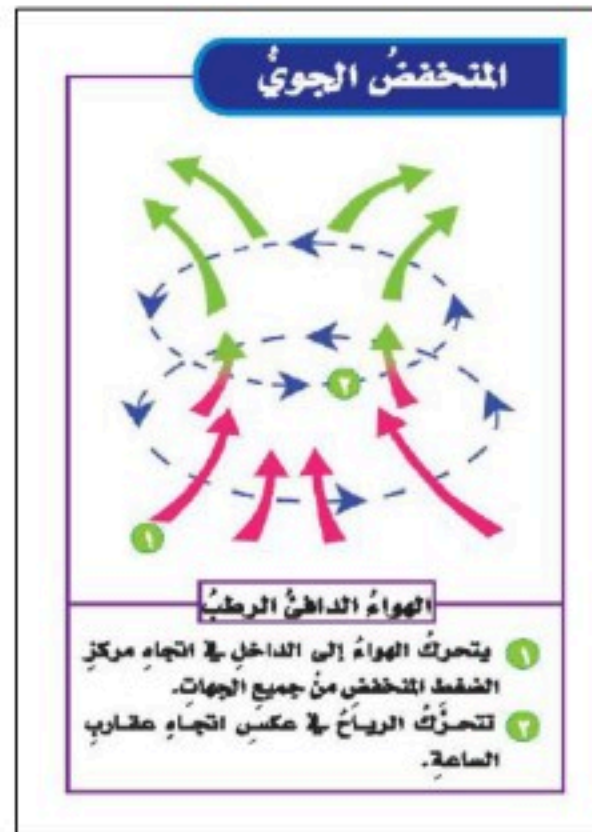 المنخفضُ الجويُّ
٢
١
الهواءُ الدافئُ الرطبُ
١ يتحركُ الهواءُ إلى الداخلِ في اتجاهِ مركزِ
الضغط المنخفضِ منْ جميعِ الجهاتِ.
٢ تتحرَّكُ الرياحُ في عكسِ اتجاهِ عقاربِ
الساعةِ.